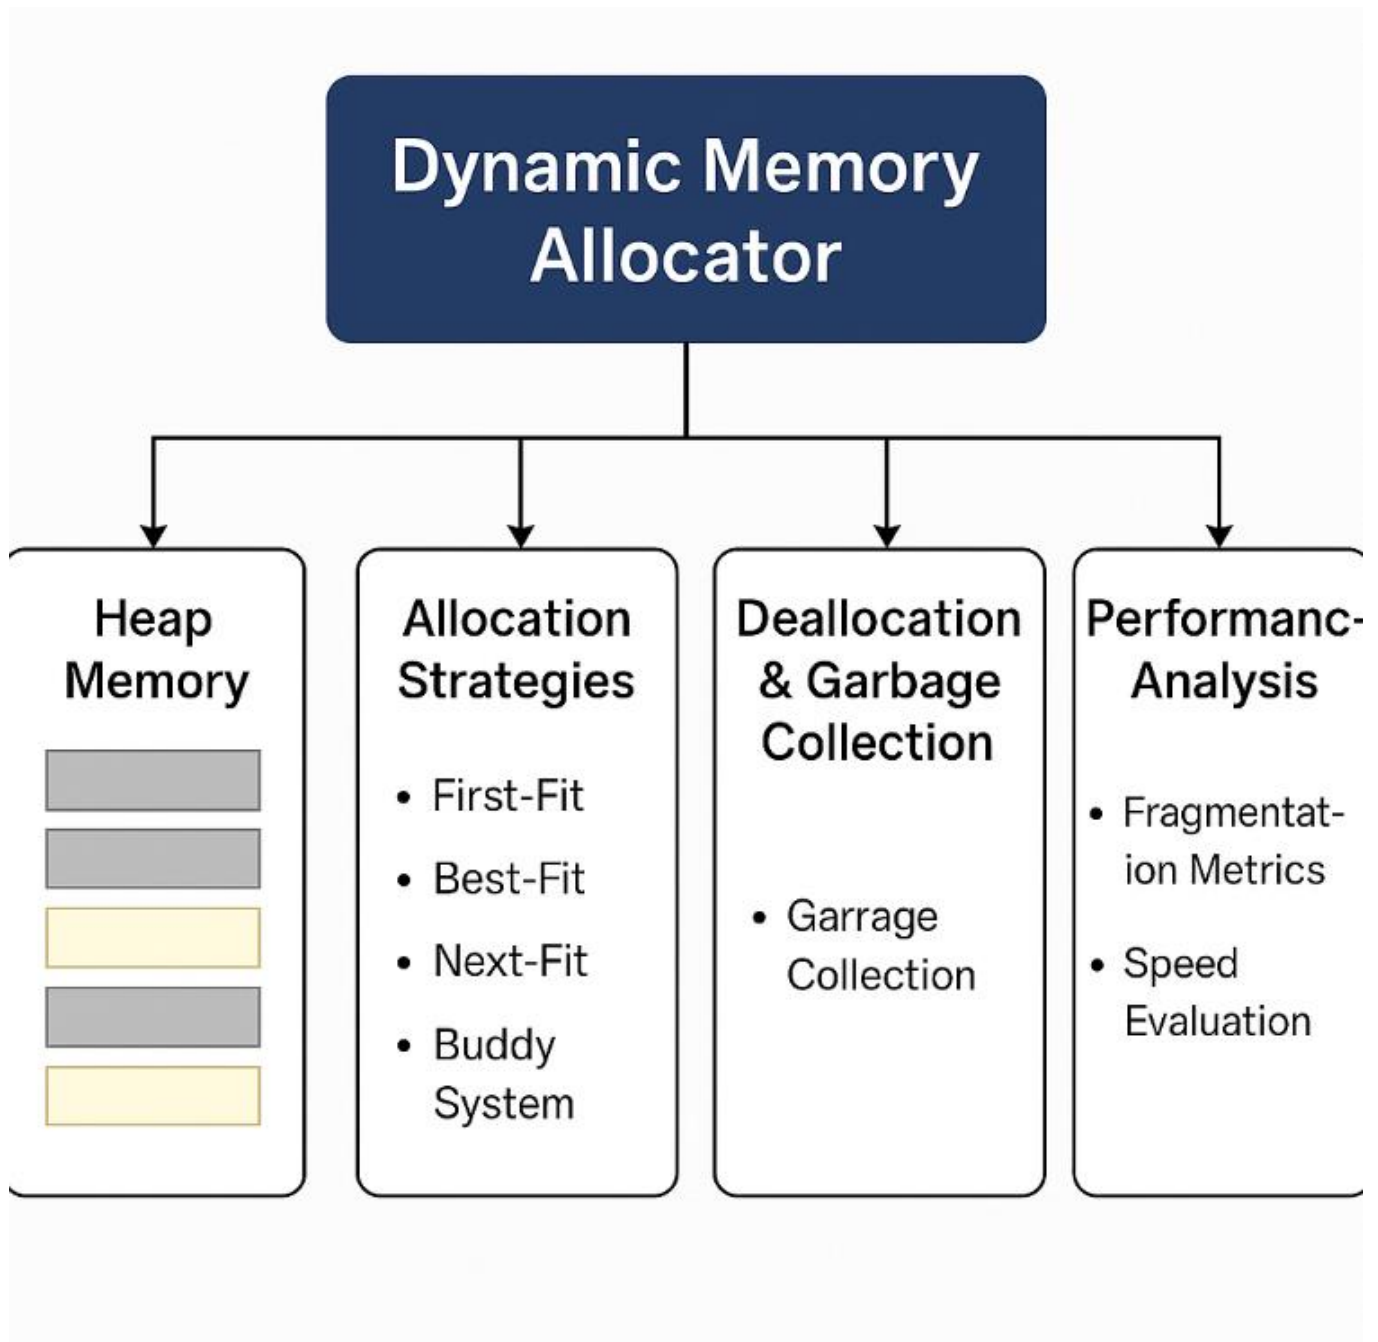 Dynamic Memory
Allocator
Heap
Memory
Allocation
Strategies
• First-Fit
• Best-Fit
• Next-Fit
• Buddy
System
Deallocation
& Garbage
Collection
• Garrage
Collection
Performanc-
Analysis
• Fragmentat-
ion Metrics
• Speed
Evaluation